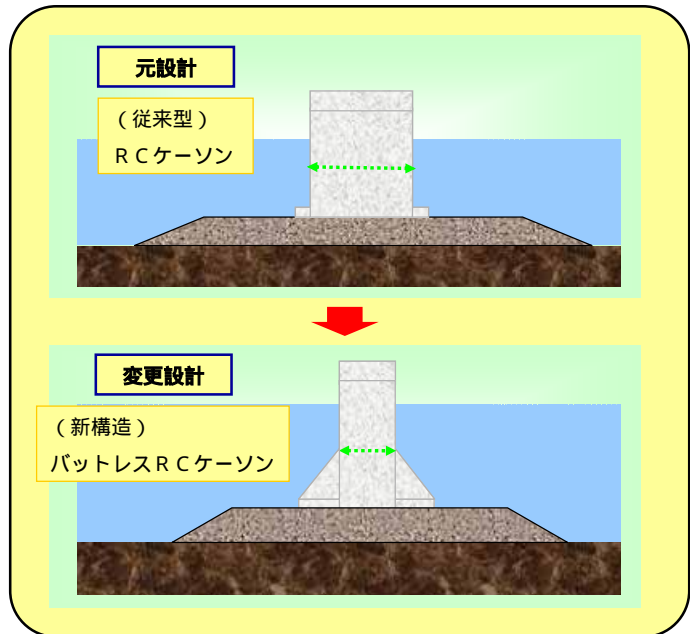 元設計
（従来型）
ＲＣケーソン
変更設計
（新構造）
バットレスＲＣケーソン